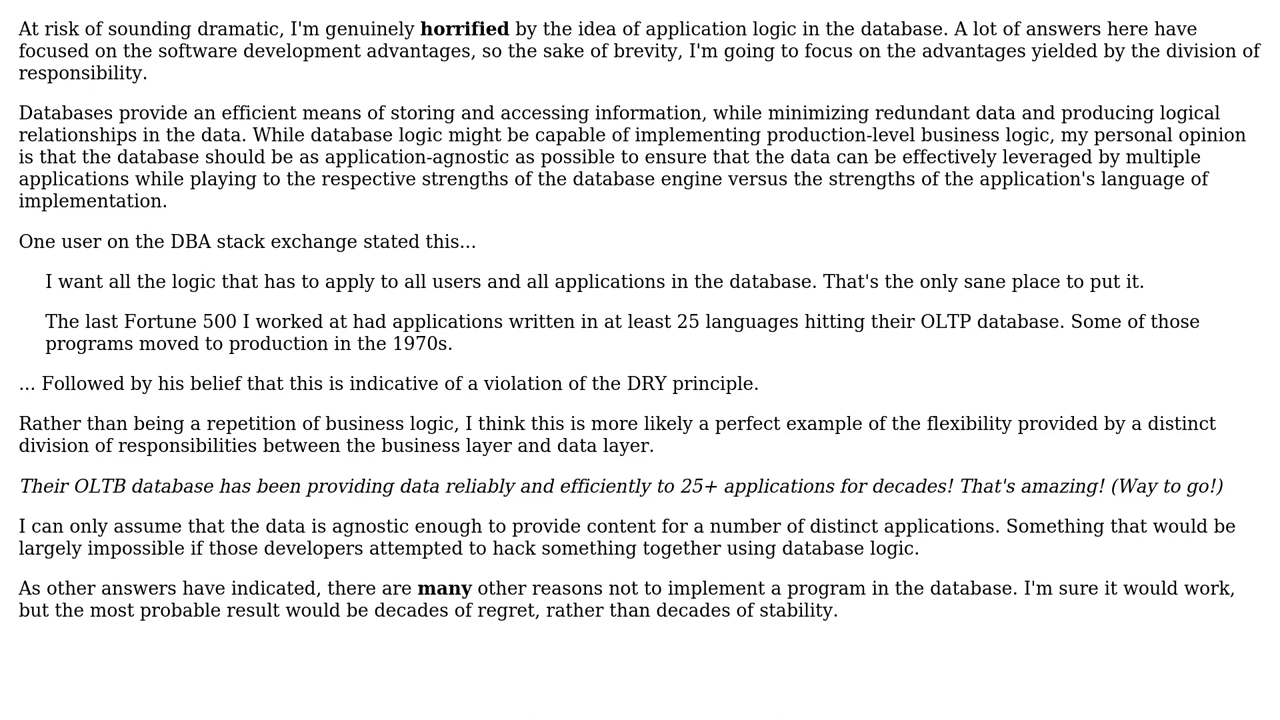 At risk of sounding dramatic, I'm genuinely horrified by the idea of application logic in the database. A lot of answers here have
focused on the software development advantages, so the sake of brevity, I'm going to focus on the advantages yielded by the division of
responsibility.
Databases provide an efficient means of storing and accessing information, while minimizing redundant data and producing logical
relationships in the data. While database logic might be capable of implementing production-level business logic, my personal opinion
is that the database should be as application-agnostic as possible to ensure that the data can be effectively leveraged by multiple
applications while playing to the respective strengths of the database engine versus the strengths of the application's language of
implementation.
One user on the DBA stack exchange stated this...
I want all the logic that has to apply to all users and all applications in the database. That's the only sane place to put it.
The last Fortune 500 I worked at had applications written in at least 25 languages hitting their OLTP database. Some of those
programs moved to production in the 1970s.
... Followed by his belief that this is indicative of a violation of the DRY principle.
Rather than being a repetition of business logic, I think this is more likely a perfect example of the flexibility provided by a distinct
division of responsibilities between the business layer and data layer.
Their OLTB database has been providing data reliably and efficiently to 25+ applications for decades! That's amazing! (Way to go!)
I can only assume that the data is agnostic enough to provide content for a number of distinct applications. Something that would be
largely impossible if those developers attempted to hack something together using database logic.
As other answers have indicated, there are many other reasons not to implement a program in the database. I'm sure it would work,
but the most probable result would be decades of regret, rather than decades of stability.